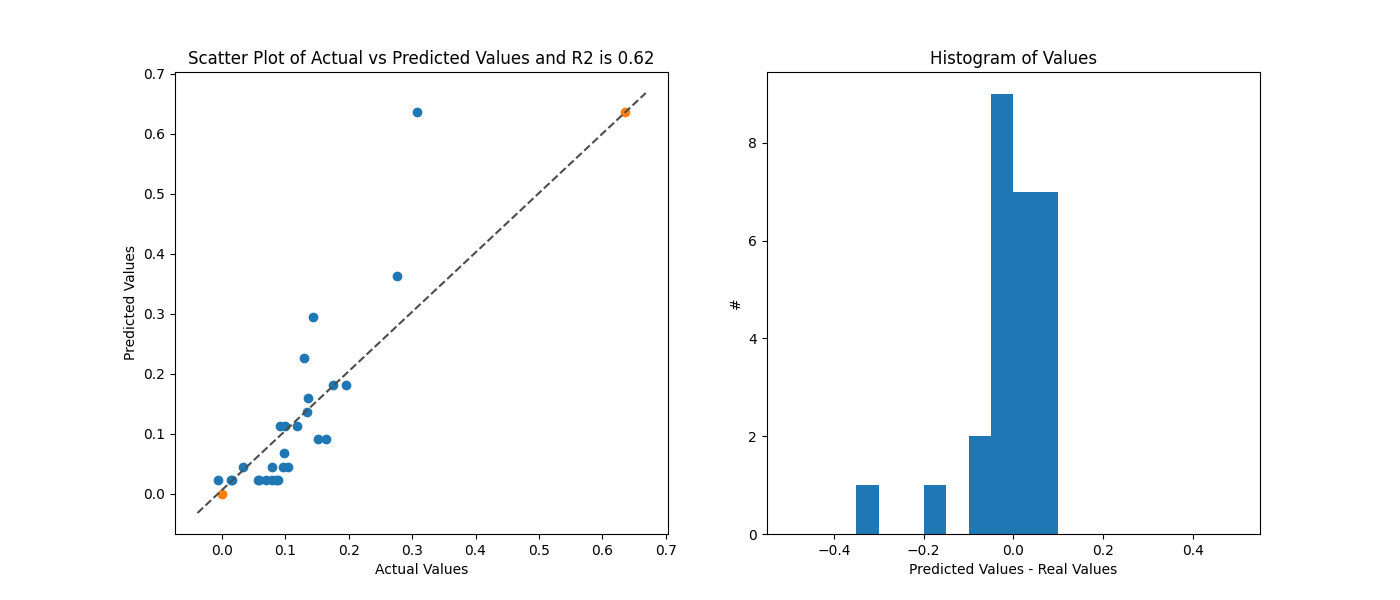 Scatter Plot of Actual vs Predicted Values and R2 is 0.62
0.7
0.6
0.5
0.4
0.3
0.2
0.1
0.0
Predicted Values
0.0 0.1 0.2 0.3 0.4 0.5 0.6 0.7
Actual Values
Histogram of Values
8
6
4
2
0
#
−0.4 −0.2 0.0 0.2 0.4
Predicted Values - Real Values